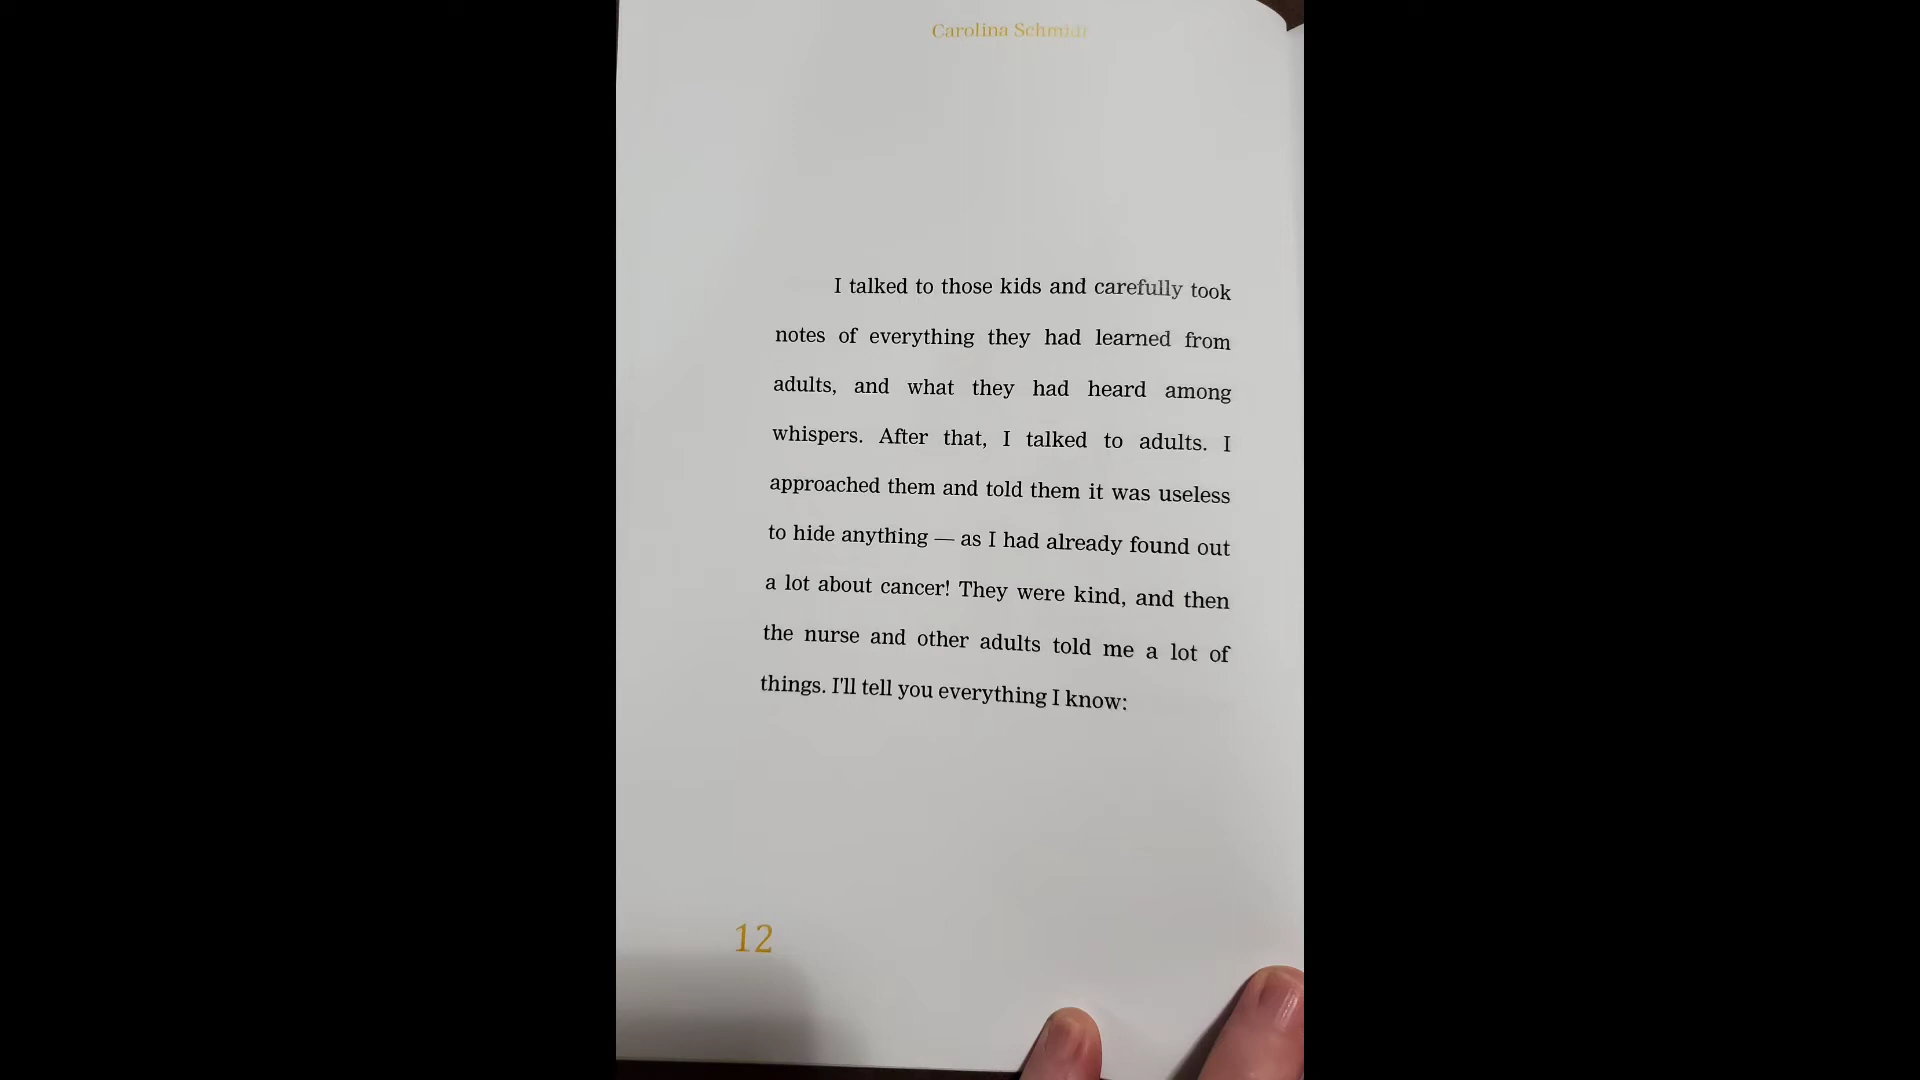 Carolina Schmidt
I talked to those kids and carefully took
notes of everything they had learned from
adults, and what they had heard among
whispers. After that, I talked to adults. I
approached them and told them it was useless
to hide anything — as I had already found out
a lot about cancer! They were kind, and then
the nurse and other adults told me a lot of
things. I'll tell you everything I know:
12